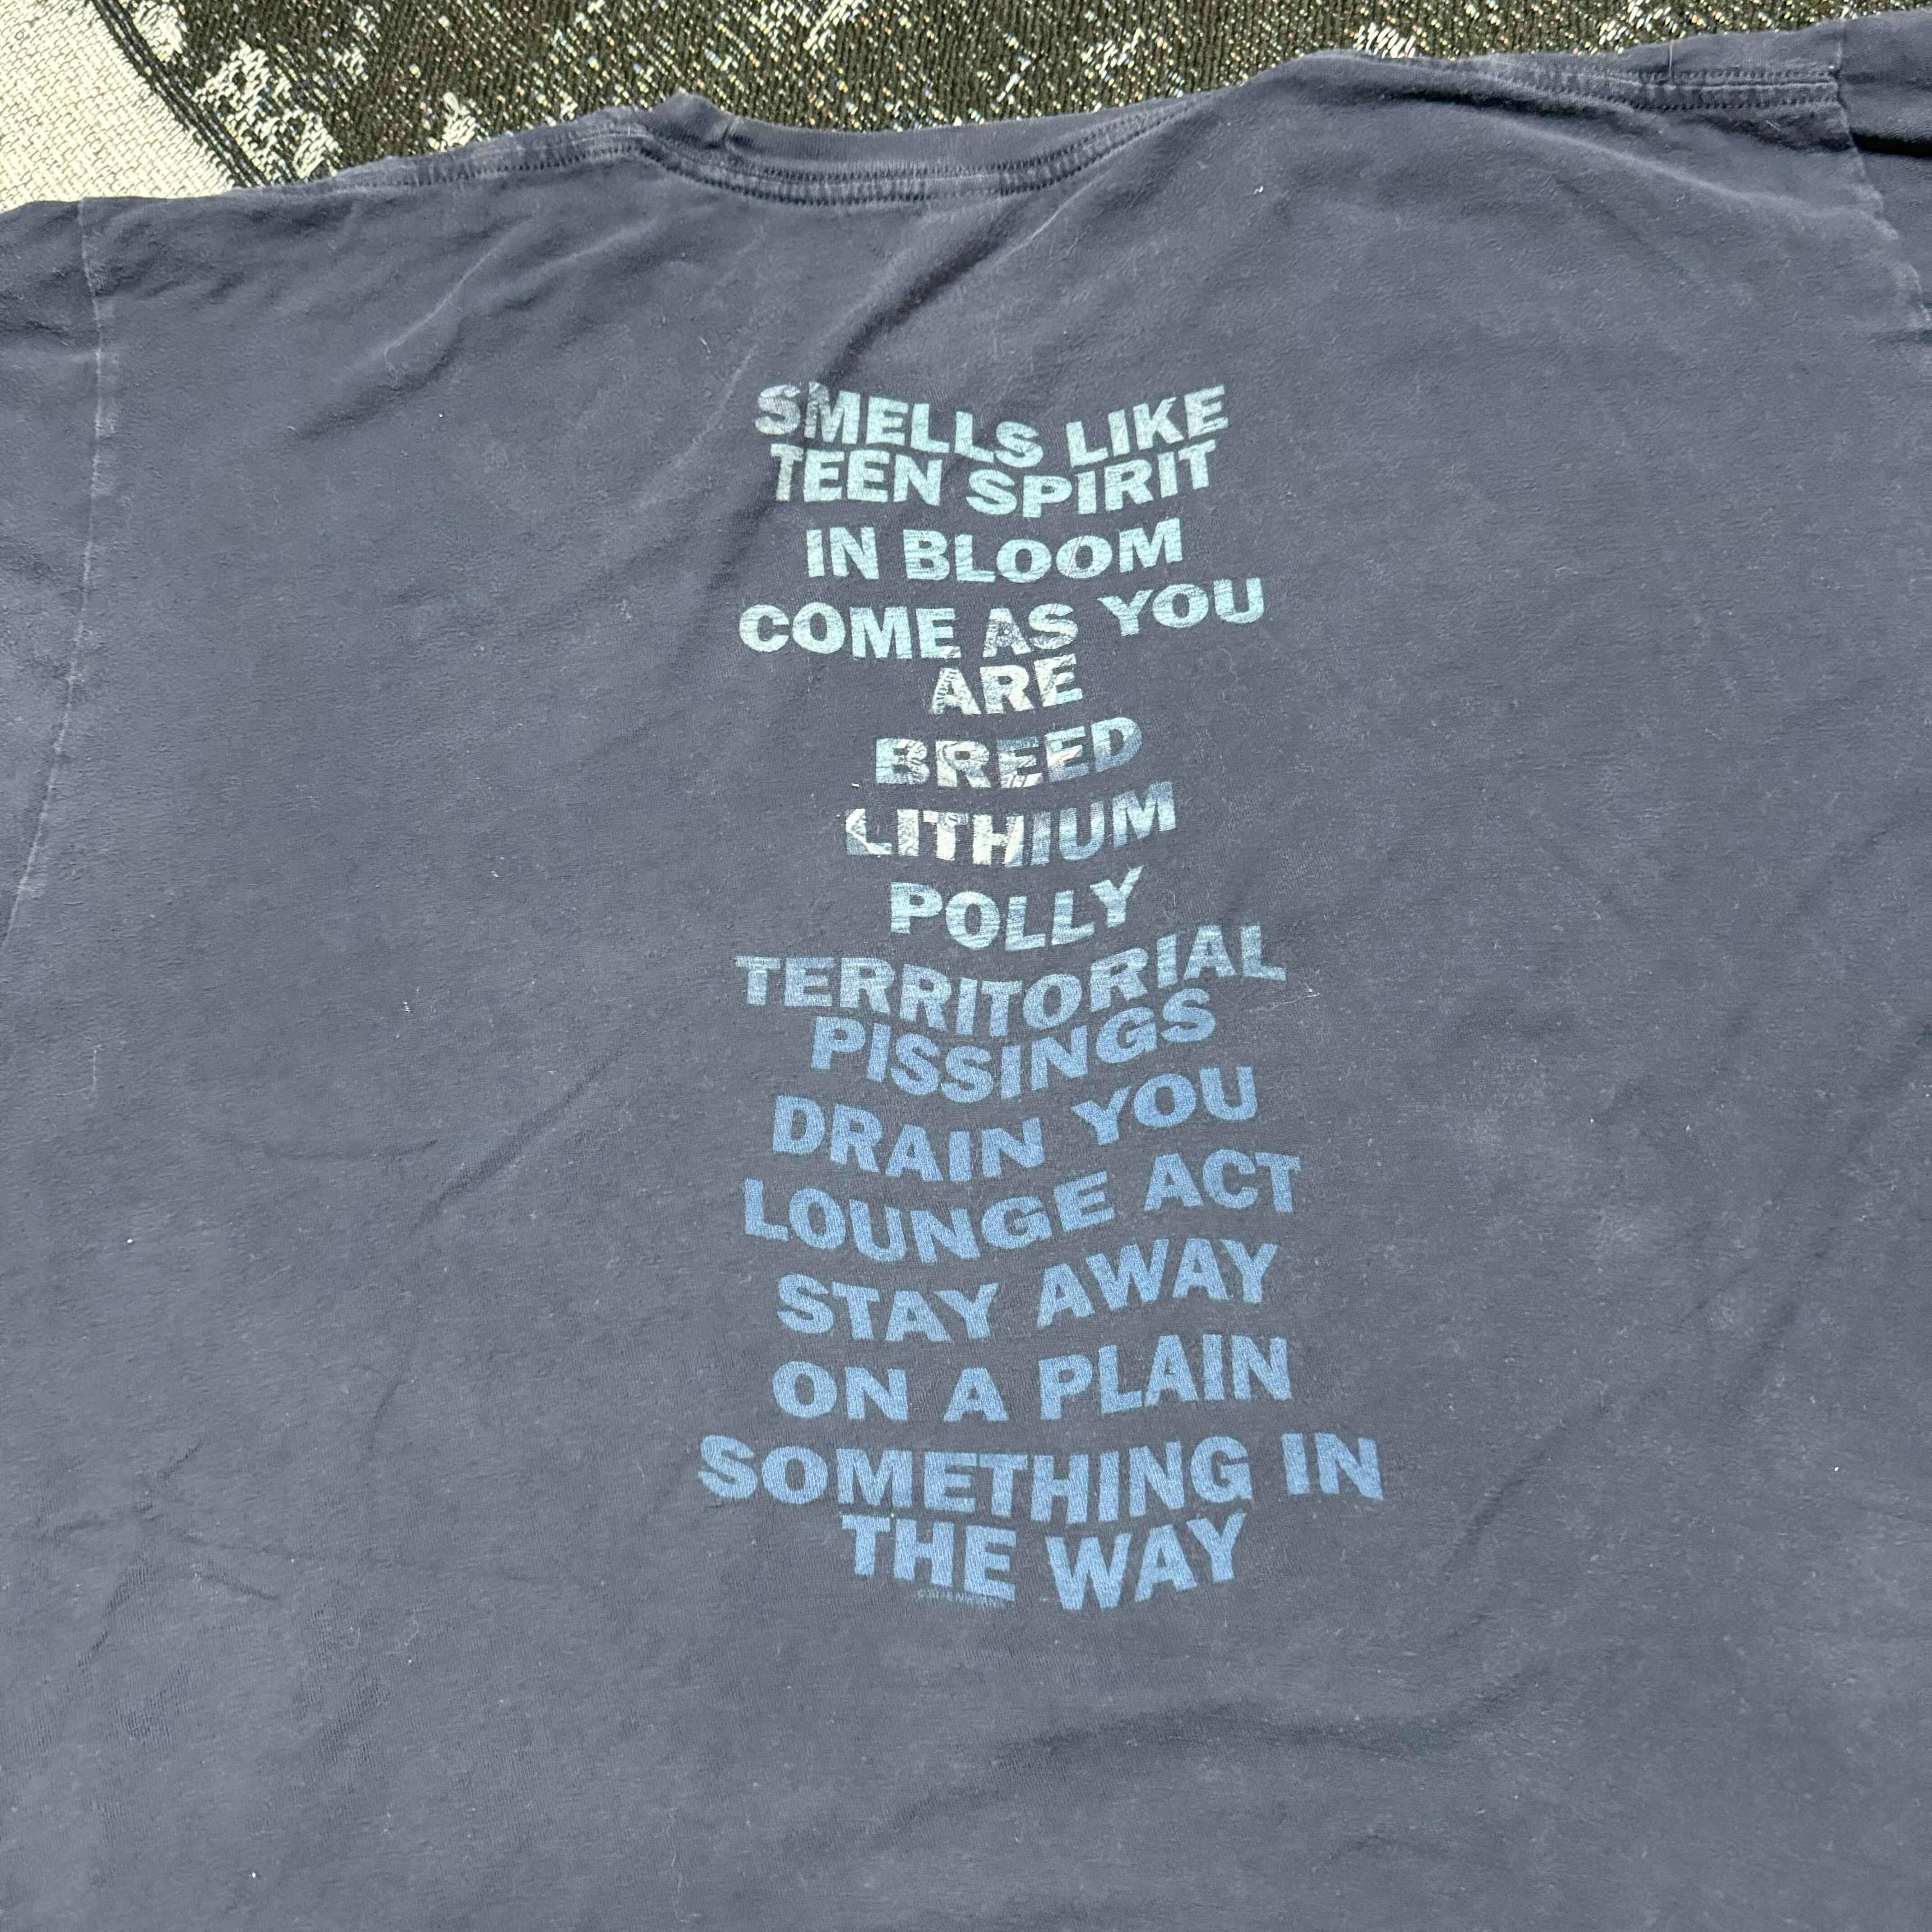 SMELLS LIKE
TEEN SPIRIT
IN BLOOM
COME AS YOU
ARE
BREED
LITHIUM
POLLY
TERRITORIAL
PISSINGS
DRAIN YOU
LOUNGE ACT
STAY AWAY
ON A PLAIN
SOMETHING IN
THE WAY